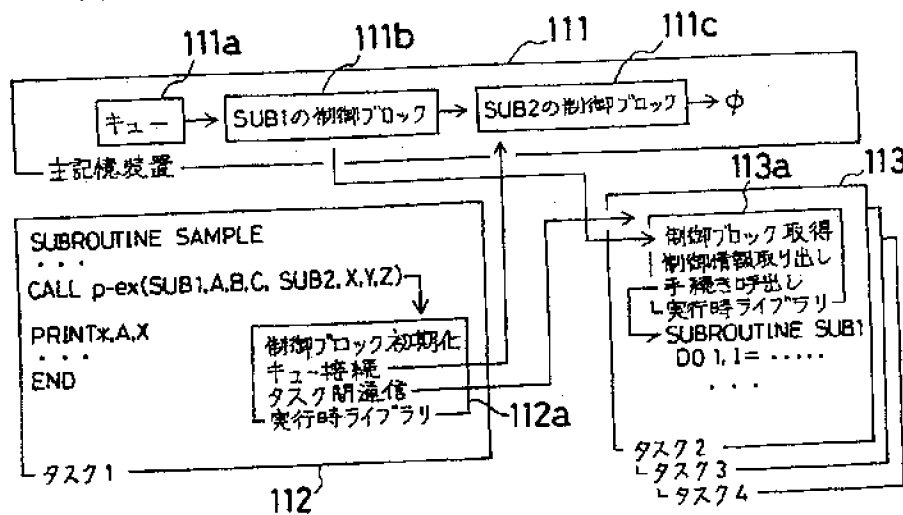 111
111a
111b
111c
キュー
SUB1の制御ブロック
SUB2の制御ブロック
φ
主記憶装置
SUBROUTINE SAMPLE
・・・
CALL p-ex(SUB1,A,B,C, SUB2,X,Y,Z)
PRINT*,A,X
・・・
END
制御ブロック初期化
キュー接続
タスク間通信
実行時ライブラリ
112a
タスク1
112
113
113a
制御ブロック取得
制御情報取り出し
手続き呼出し
実行時ライブラリ
SUBROUTINE SUB1
DO 1, I= ・・・・・
・・・
タスク2
タスク3
タスク4